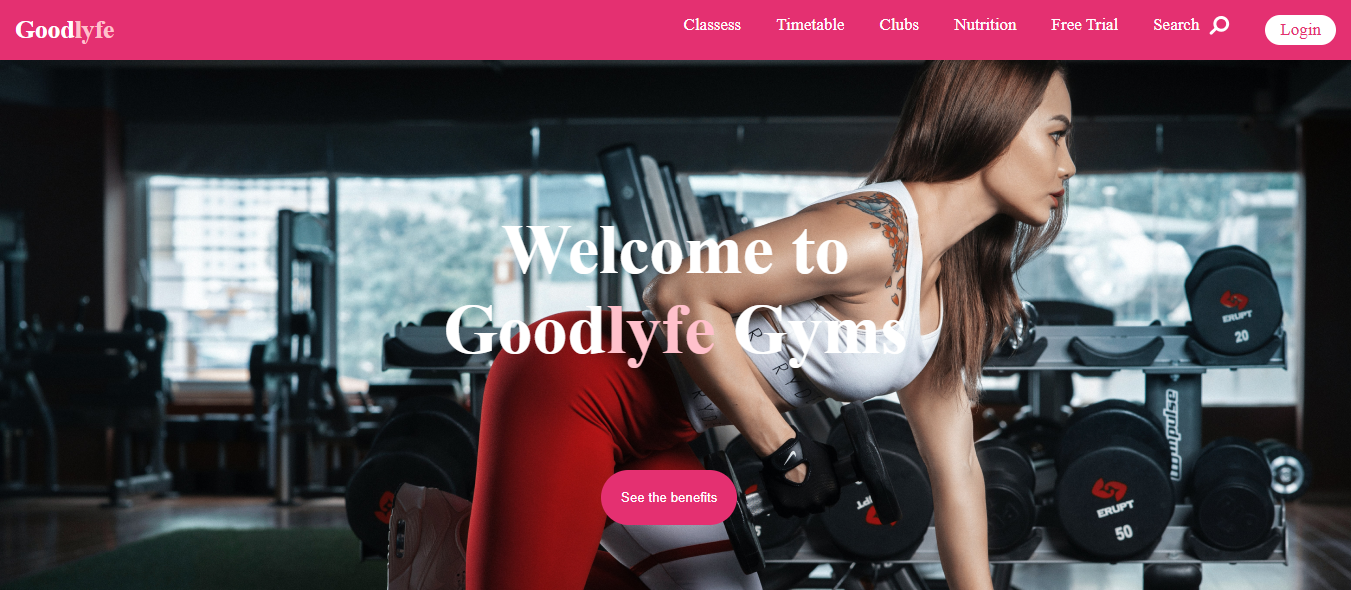 Goodlyfe
Classess Timetable Clubs Nutrition Free Trial Search Login
Welcome to
Goodlyfe Gyms
See the benefits
ERUPT
20
impulse
ERUPT
50